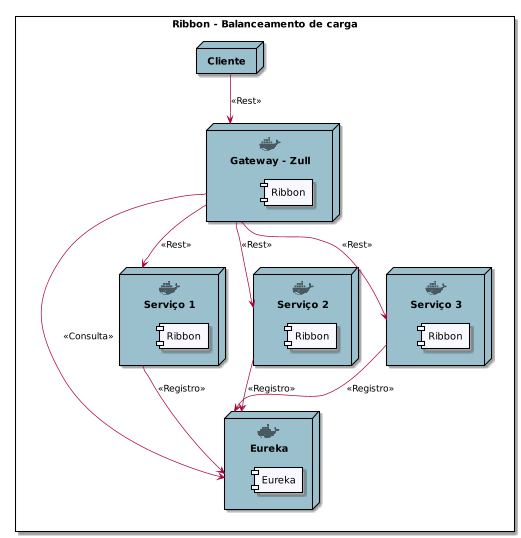 Ribbon - Balanceamento de carga
Cliente
«Rest»
Gateway - Zull
Ribbon
«Rest»
«Rest»
«Rest»
Serviço 1
Ribbon
Serviço 2
Ribbon
Serviço 3
Ribbon
«Consulta»
«Registro»
«Registro»
«Registro»
Eureka
Eureka